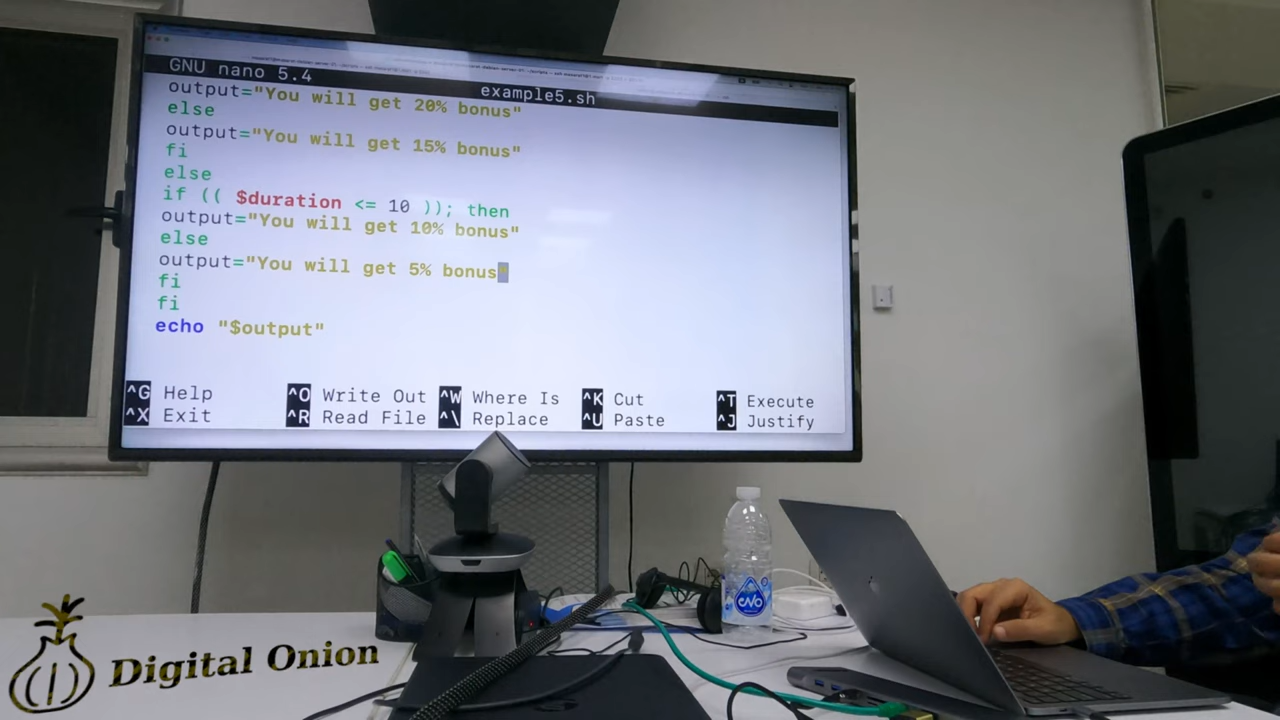 GNU nano 5.4
example5.sh
output="You will get 20% bonus"
else
output="You will get 15% bonus"
fi
else
if (( $duration <= 10 )); then
output="You will get 10% bonus"
else
output="You will get 5% bonus"
fi
fi
echo "$output"
^G Help ^O Write Out ^W Where Is ^K Cut ^T Execute
^X Exit ^R Read File ^\ Replace ^U Paste ^J Justify
Digital Onion